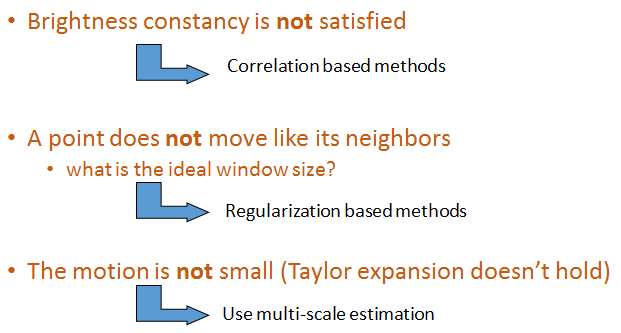 • Brightness constancy is not satisfied
Correlation based methods
• A point does not move like its neighbors
• what is the ideal window size?
Regularization based methods
• The motion is not small (Taylor expansion doesn’t hold)
Use multi-scale estimation